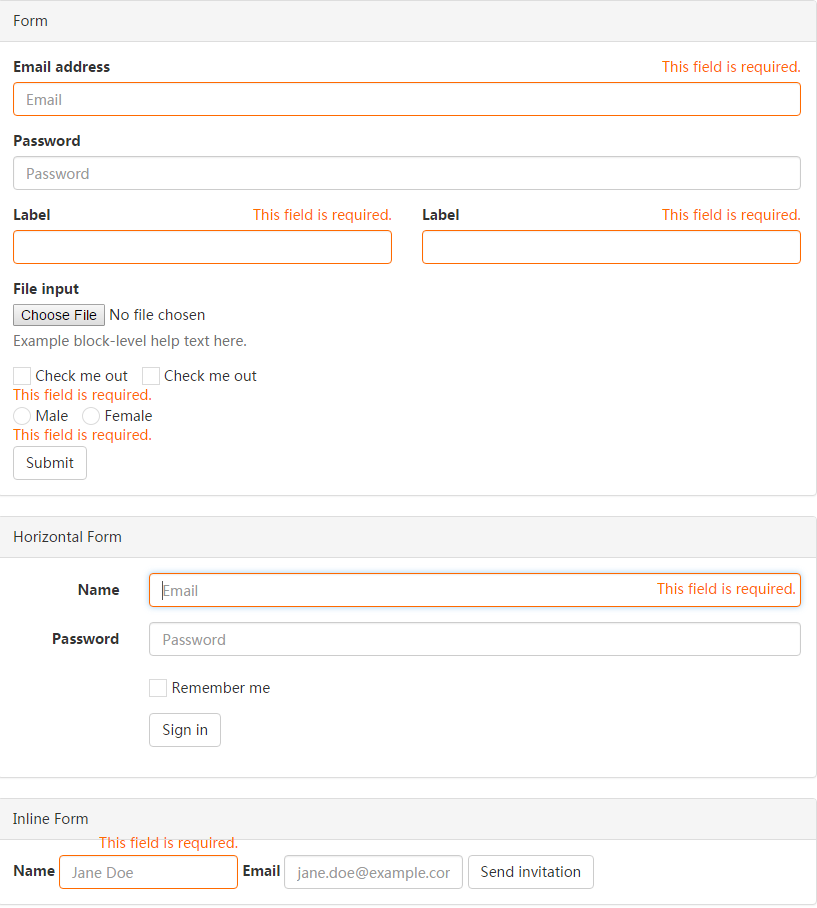 Form
Email address This field is required.
Email
Password
Password
Label This field is required. Label This field is required.
File input
Choose File No file chosen
Example block-level help text here.
Check me out Check me out
This field is required.
Male Female
This field is required.
Submit
Horizontal Form
Name Email This field is required.
Password Password
Remember me
Sign in
Inline Form
This field is required.
Name Jane Doe Email jane.doe@example.cor Send invitation